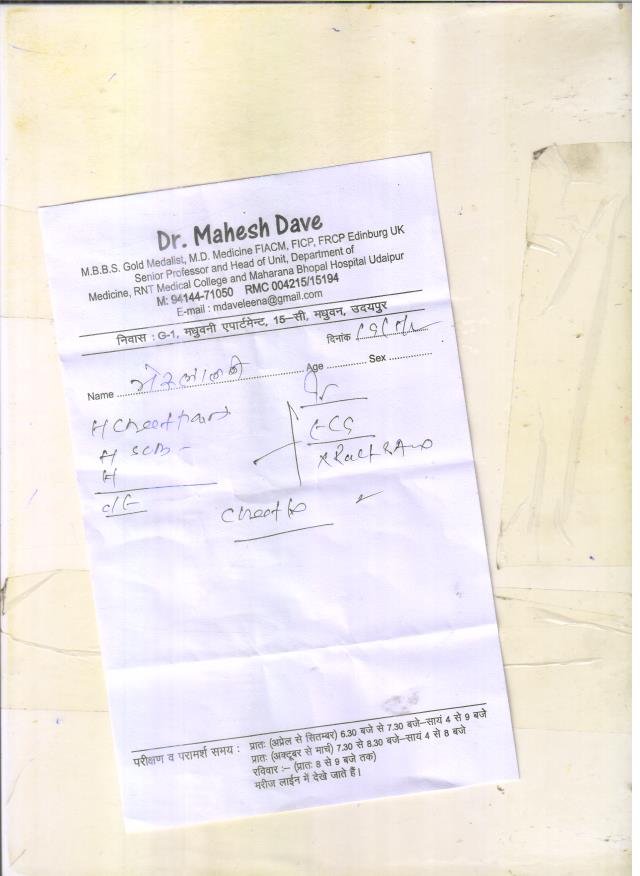 Dr. Mahesh Dave
M.B.B.S. Gold Medalist, M.D. Medicine FIACM, FICP, FRCP Edinburg UK
Senior Professor and Head of Unit, Department of
Medicine, RNT Medical College and Maharana Bhopal Hospital Udaipur
M: 94144-71050 RMC 004215/15194
E-mail : mdaveleena@gmail.com
निवास : G-1, मधुवनी एपार्टमेन्ट, 15–सी, मधुवन, उदयपुर
दिनांक
Name Age Sex
H
ECG
H
H
C/E
परीक्षण व परामर्श समय : प्रातः (अप्रेल से सितम्बर) 6.30 बजे से 7.30 बजे–सायं 4 से 9 बजे
प्रातः (अक्टूबर से मार्च) 7.30 से 8.30 बजे–सायं 4 से 8 बजे
रविवार :– (प्रातः 8 से 9 बजे तक)
मरीज लाईन में देखे जाते हैं।